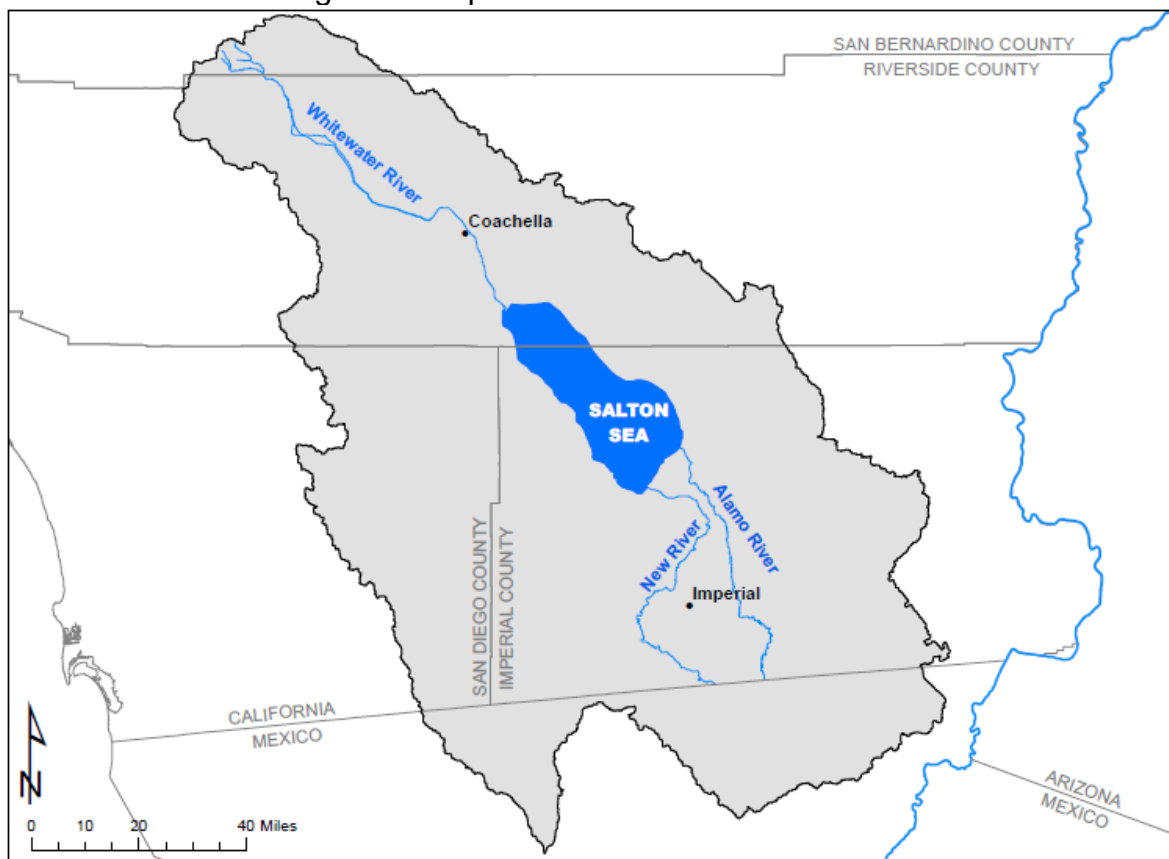 SAN BERNARDINO COUNTY
RIVERSIDE COUNTY
Whitewater River
Coachella
SALTON
SEA
Alamo River
New River
Imperial
SAN DIEGO COUNTY
IMPERIAL COUNTY
CALIFORNIA
MEXICO
ARIZONA
MEXICO
N
0 10 20 40 Miles